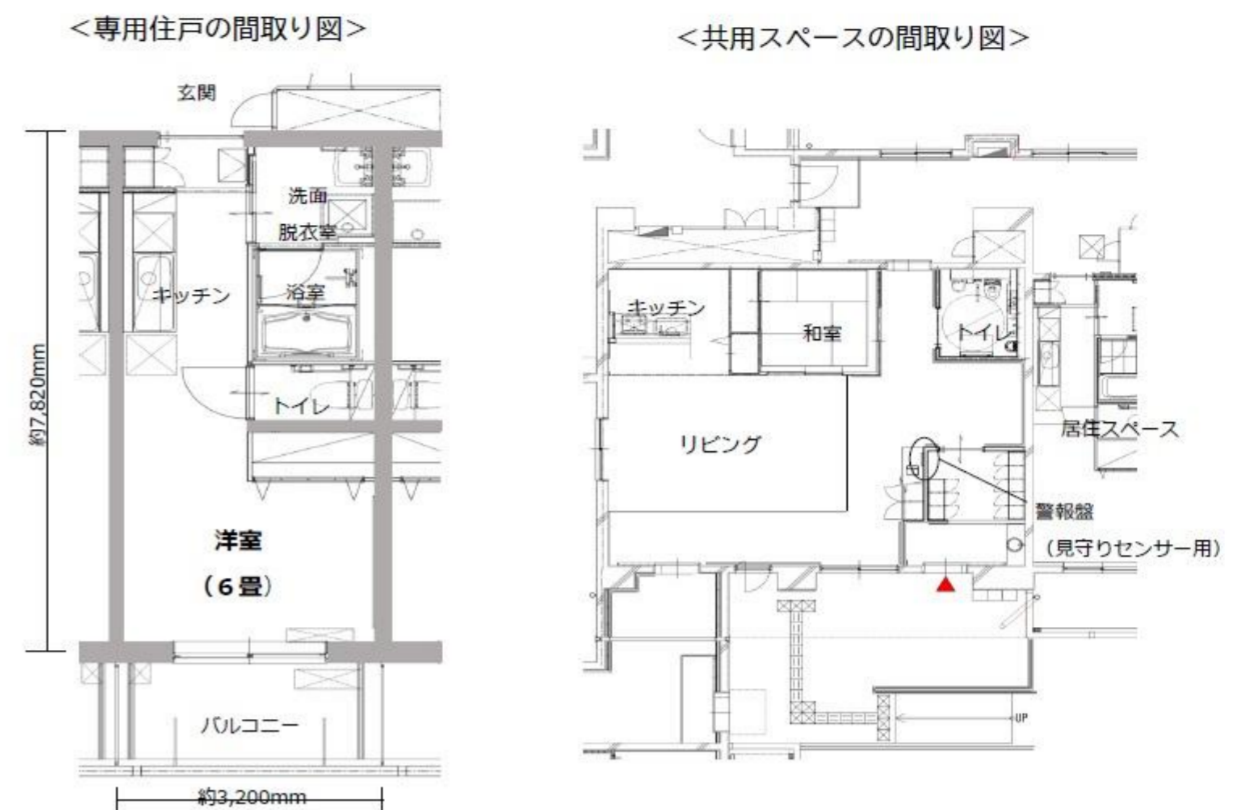 <専用住戸の間取り図>
玄関
洗面
脱衣室
キッチン
浴室
トイレ
約7,820mm
洋室
(6畳)
バルコニー
約3,200mm
<共用スペースの間取り図>
キッチン
和室
トイレ
リビング
居住スペース
警報盤
(見守りセンサー用)
UP